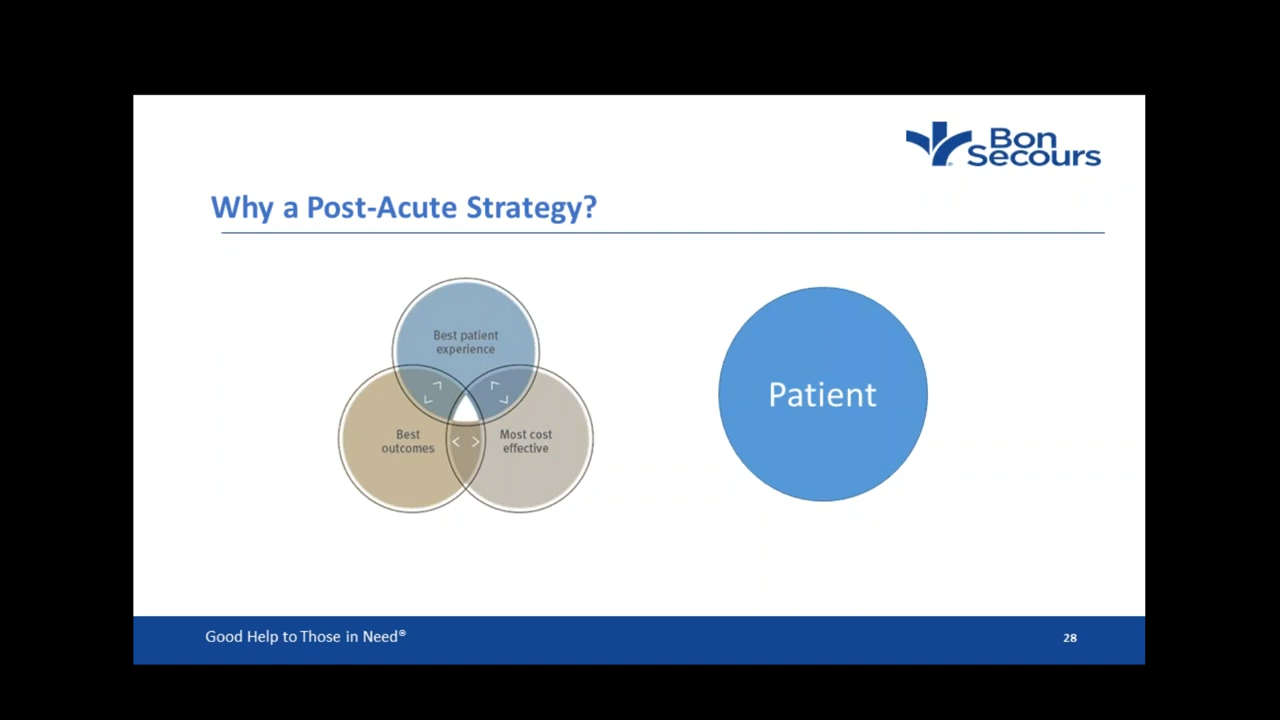 Bon
Secours
Why a Post-Acute Strategy?
Best patient
experience
Best
outcomes
Most cost
effective
< >
Patient
Good Help to Those in Need®
28